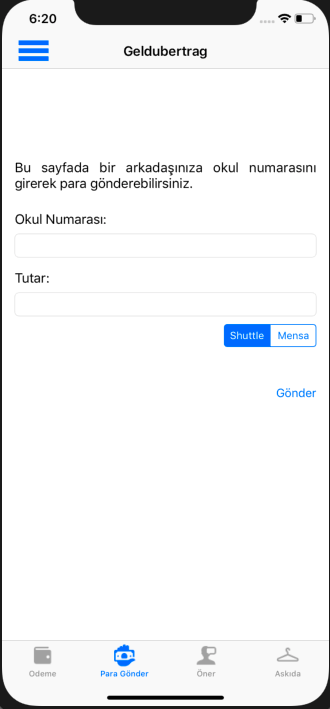 6:20
Geldubertrag
Bu sayfada bir arkadaşınıza okul numarasını
girerek para gönderebilirsiniz.
Okul Numarası:
Tutar:
Shuttle Mensa
Gönder
Odeme Para Gönder Öner Askıda